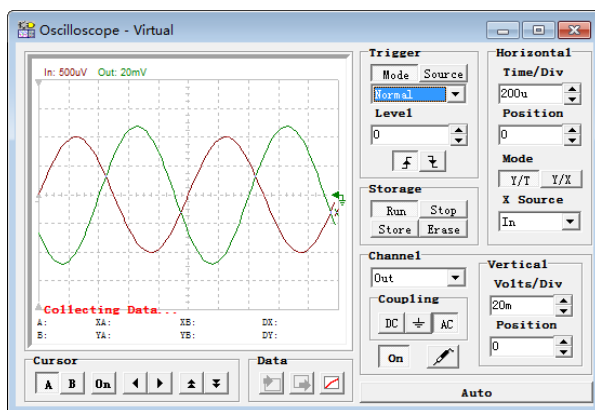 Oscilloscope - Virtual
In: 500uV Out: 20mV
Collecting Data...
A: XA: XB: DX:
B: YA: YB: DY:
Cursor
A B On
Data
Trigger
Mode Source
Normal
Level
0
Storage
Run Stop
Store Erase
Horizontal
Time/Div
200u
Position
0
Mode
Y/T Y/X
X Source
In
Channel
Out
Coupling
DC AC
On
Vertical
Volts/Div
20m
Position
0
Auto